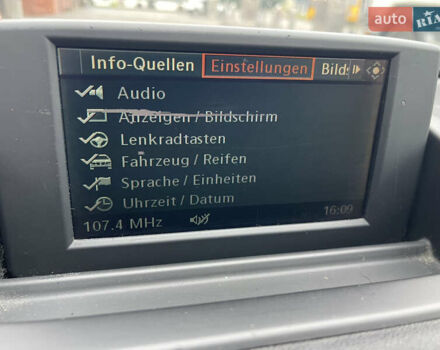 auto RIA
Info-Quellen Einstellungen Bilds
Audio
Anzeigen / Bildschirm
Lenkradtasten
Fahrzeug / Reifen
Sprache / Einheiten
Uhrzeit / Datum
107.4 MHz 16:09